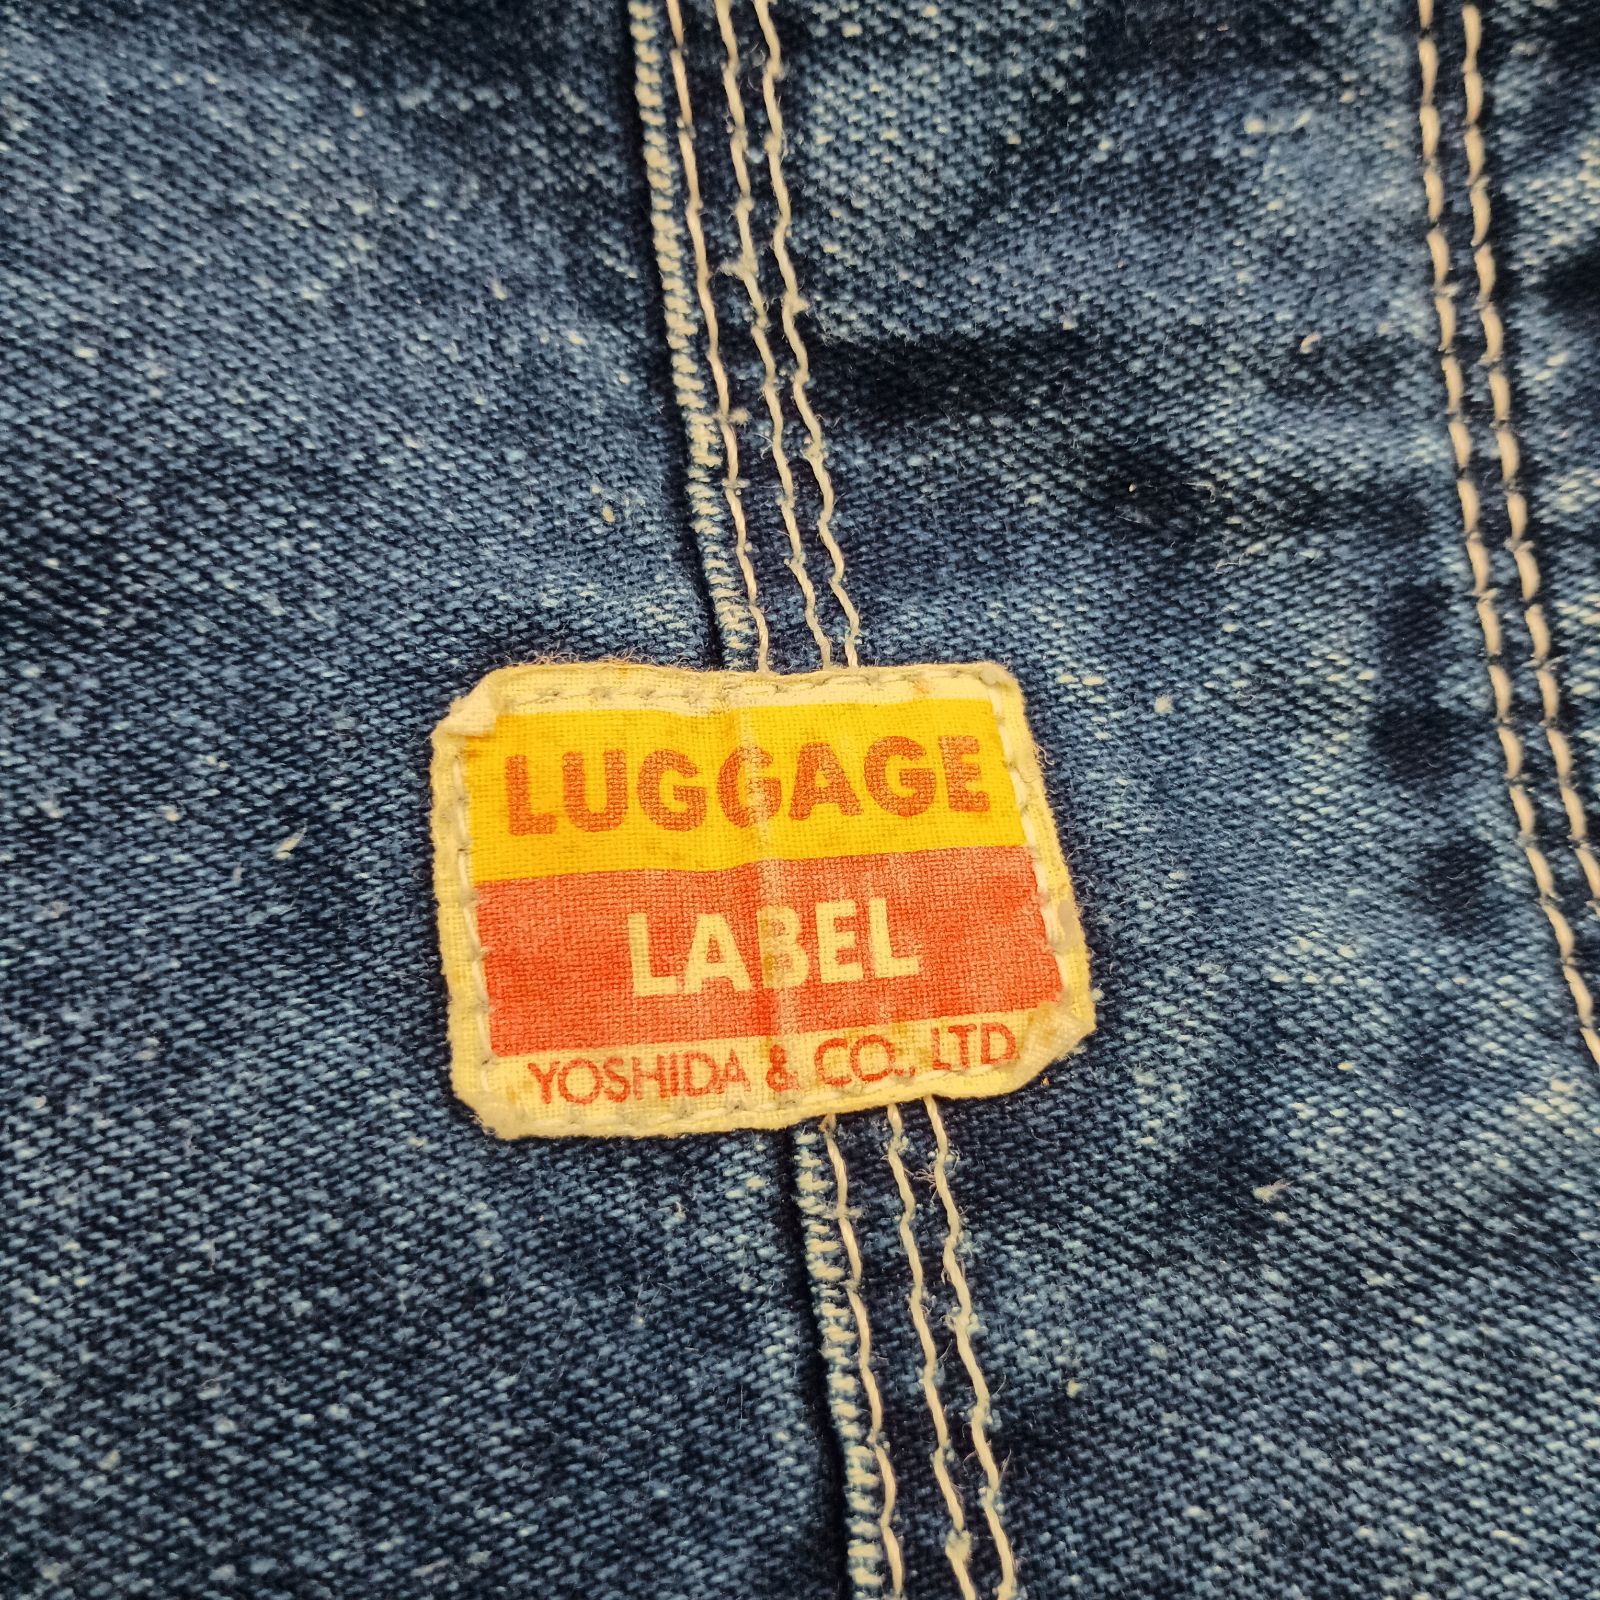 LUGGAGE
LABEL
YOSHIDA & CO., LTD.